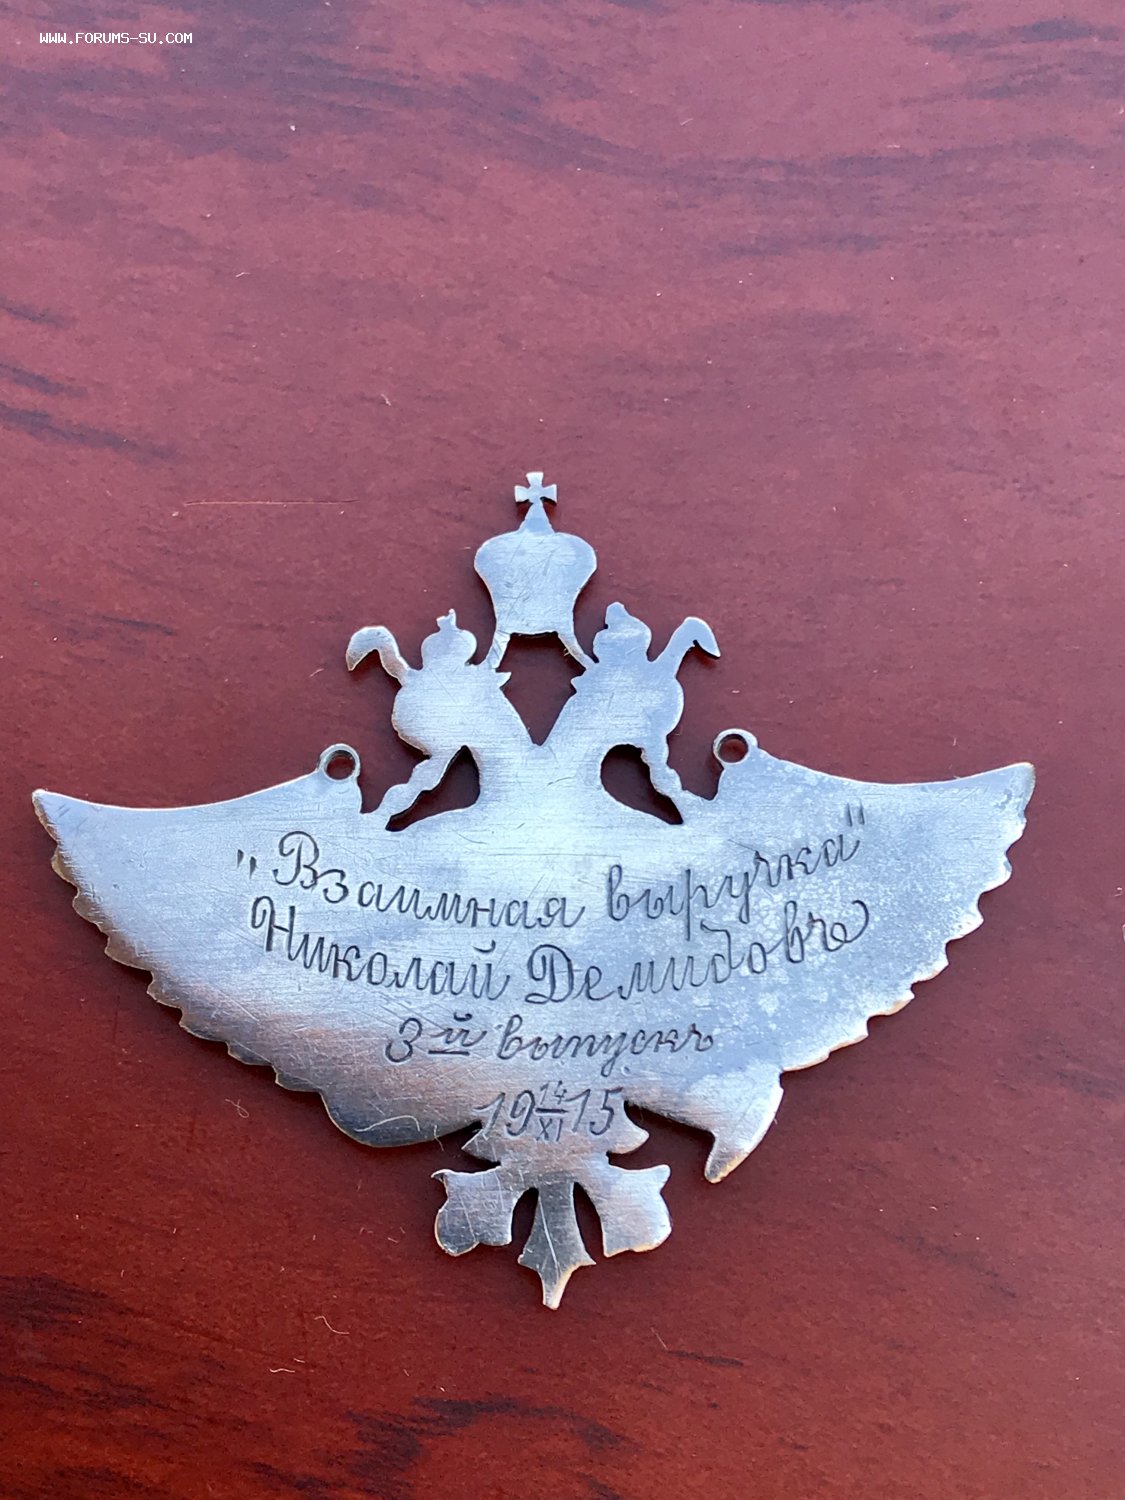 WWW.FORUMS-SU.COM
"Взаимная выручка"
Николай Демидовъ
3й выпускъ
19 14/XI 15